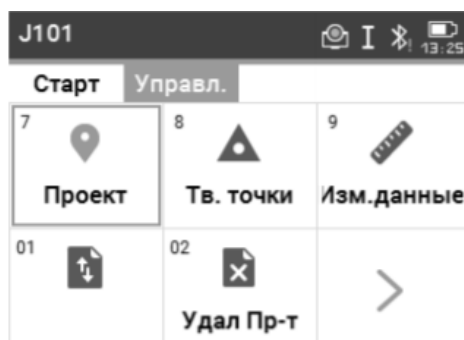 J101
13:25
Старт Управл.
7 8 9
Проект Тв. точки Изм.данные
01 02
Удал Пр-т